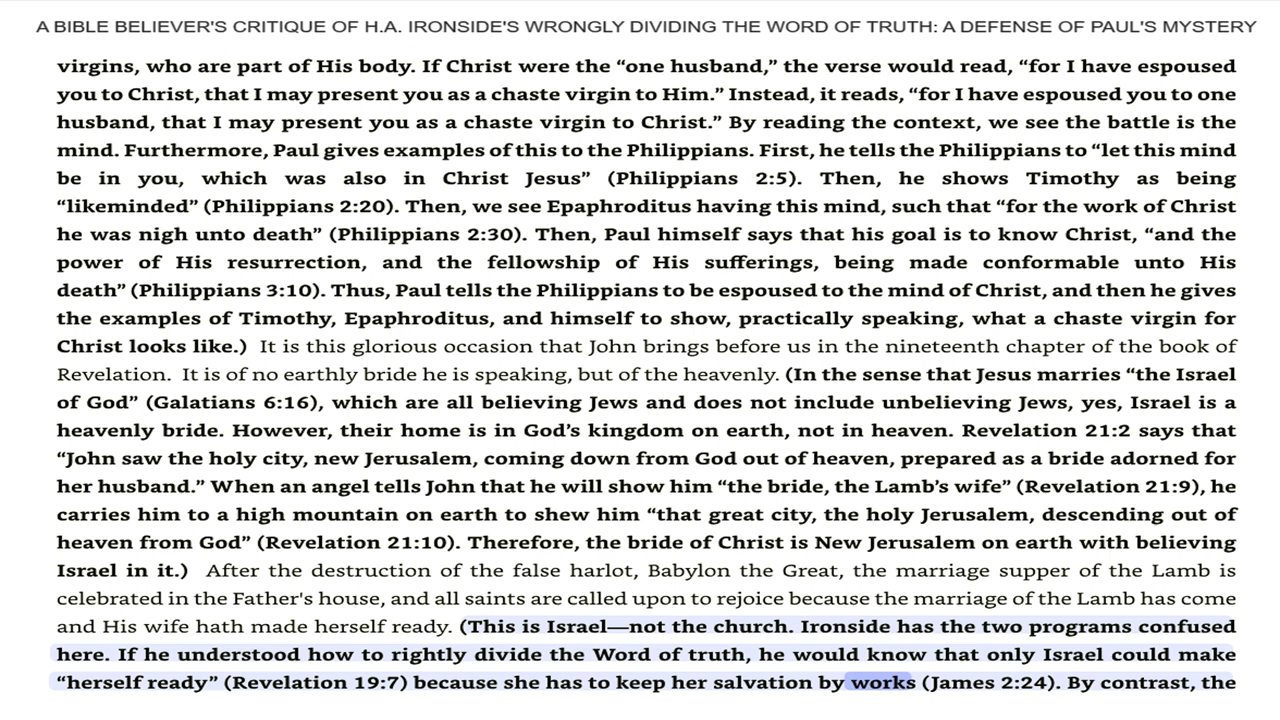 A BIBLE BELIEVER'S CRITIQUE OF H.A. IRONSIDE'S WRONGLY DIVIDING THE WORD OF TRUTH: A DEFENSE OF PAUL'S MYSTERY
virgins, who are part of His body. If Christ were the “one husband,” the verse would read, “for I have espoused
you to Christ, that I may present you as a chaste virgin to Him.” Instead, it reads, “for I have espoused you to one
husband, that I may present you as a chaste virgin to Christ.” By reading the context, we see the battle is the
mind. Furthermore, Paul gives examples of this to the Philippians. First, he tells the Philippians to “let this mind
be in you, which was also in Christ Jesus” (Philippians 2:5). Then, he shows Timothy as being
“likeminded” (Philippians 2:20). Then, we see Epaphroditus having this mind, such that “for the work of Christ
he was nigh unto death” (Philippians 2:30). Then, Paul himself says that his goal is to know Christ, “and the
power of His resurrection, and the fellowship of His sufferings, being made conformable unto His
death” (Philippians 3:10). Thus, Paul tells the Philippians to be espoused to the mind of Christ, and then he gives
the examples of Timothy, Epaphroditus, and himself to show, practically speaking, what a chaste virgin for
Christ looks like.) It is this glorious occasion that John brings before us in the nineteenth chapter of the book of
Revelation. It is of no earthly bride he is speaking, but of the heavenly. (In the sense that Jesus marries “the Israel
of God” (Galatians 6:16), which are all believing Jews and does not include unbelieving Jews, yes, Israel is a
heavenly bride. However, their home is in God’s kingdom on earth, not in heaven. Revelation 21:2 says that
“John saw the holy city, new Jerusalem, coming down from God out of heaven, prepared as a bride adorned for
her husband.” When an angel tells John that he will show him “the bride, the Lamb’s wife” (Revelation 21:9), he
carries him to a high mountain on earth to shew him “that great city, the holy Jerusalem, descending out of
heaven from God” (Revelation 21:10). Therefore, the bride of Christ is New Jerusalem on earth with believing
Israel in it.) After the destruction of the false harlot, Babylon the Great, the marriage supper of the Lamb is
celebrated in the Father's house, and all saints are called upon to rejoice because the marriage of the Lamb has come
and His wife hath made herself ready. (This is Israel—not the church. Ironside has the two programs confused
here. If he understood how to rightly divide the Word of truth, he would know that only Israel could make
“herself ready” (Revelation 19:7) because she has to keep her salvation by works (James 2:24). By contrast, the